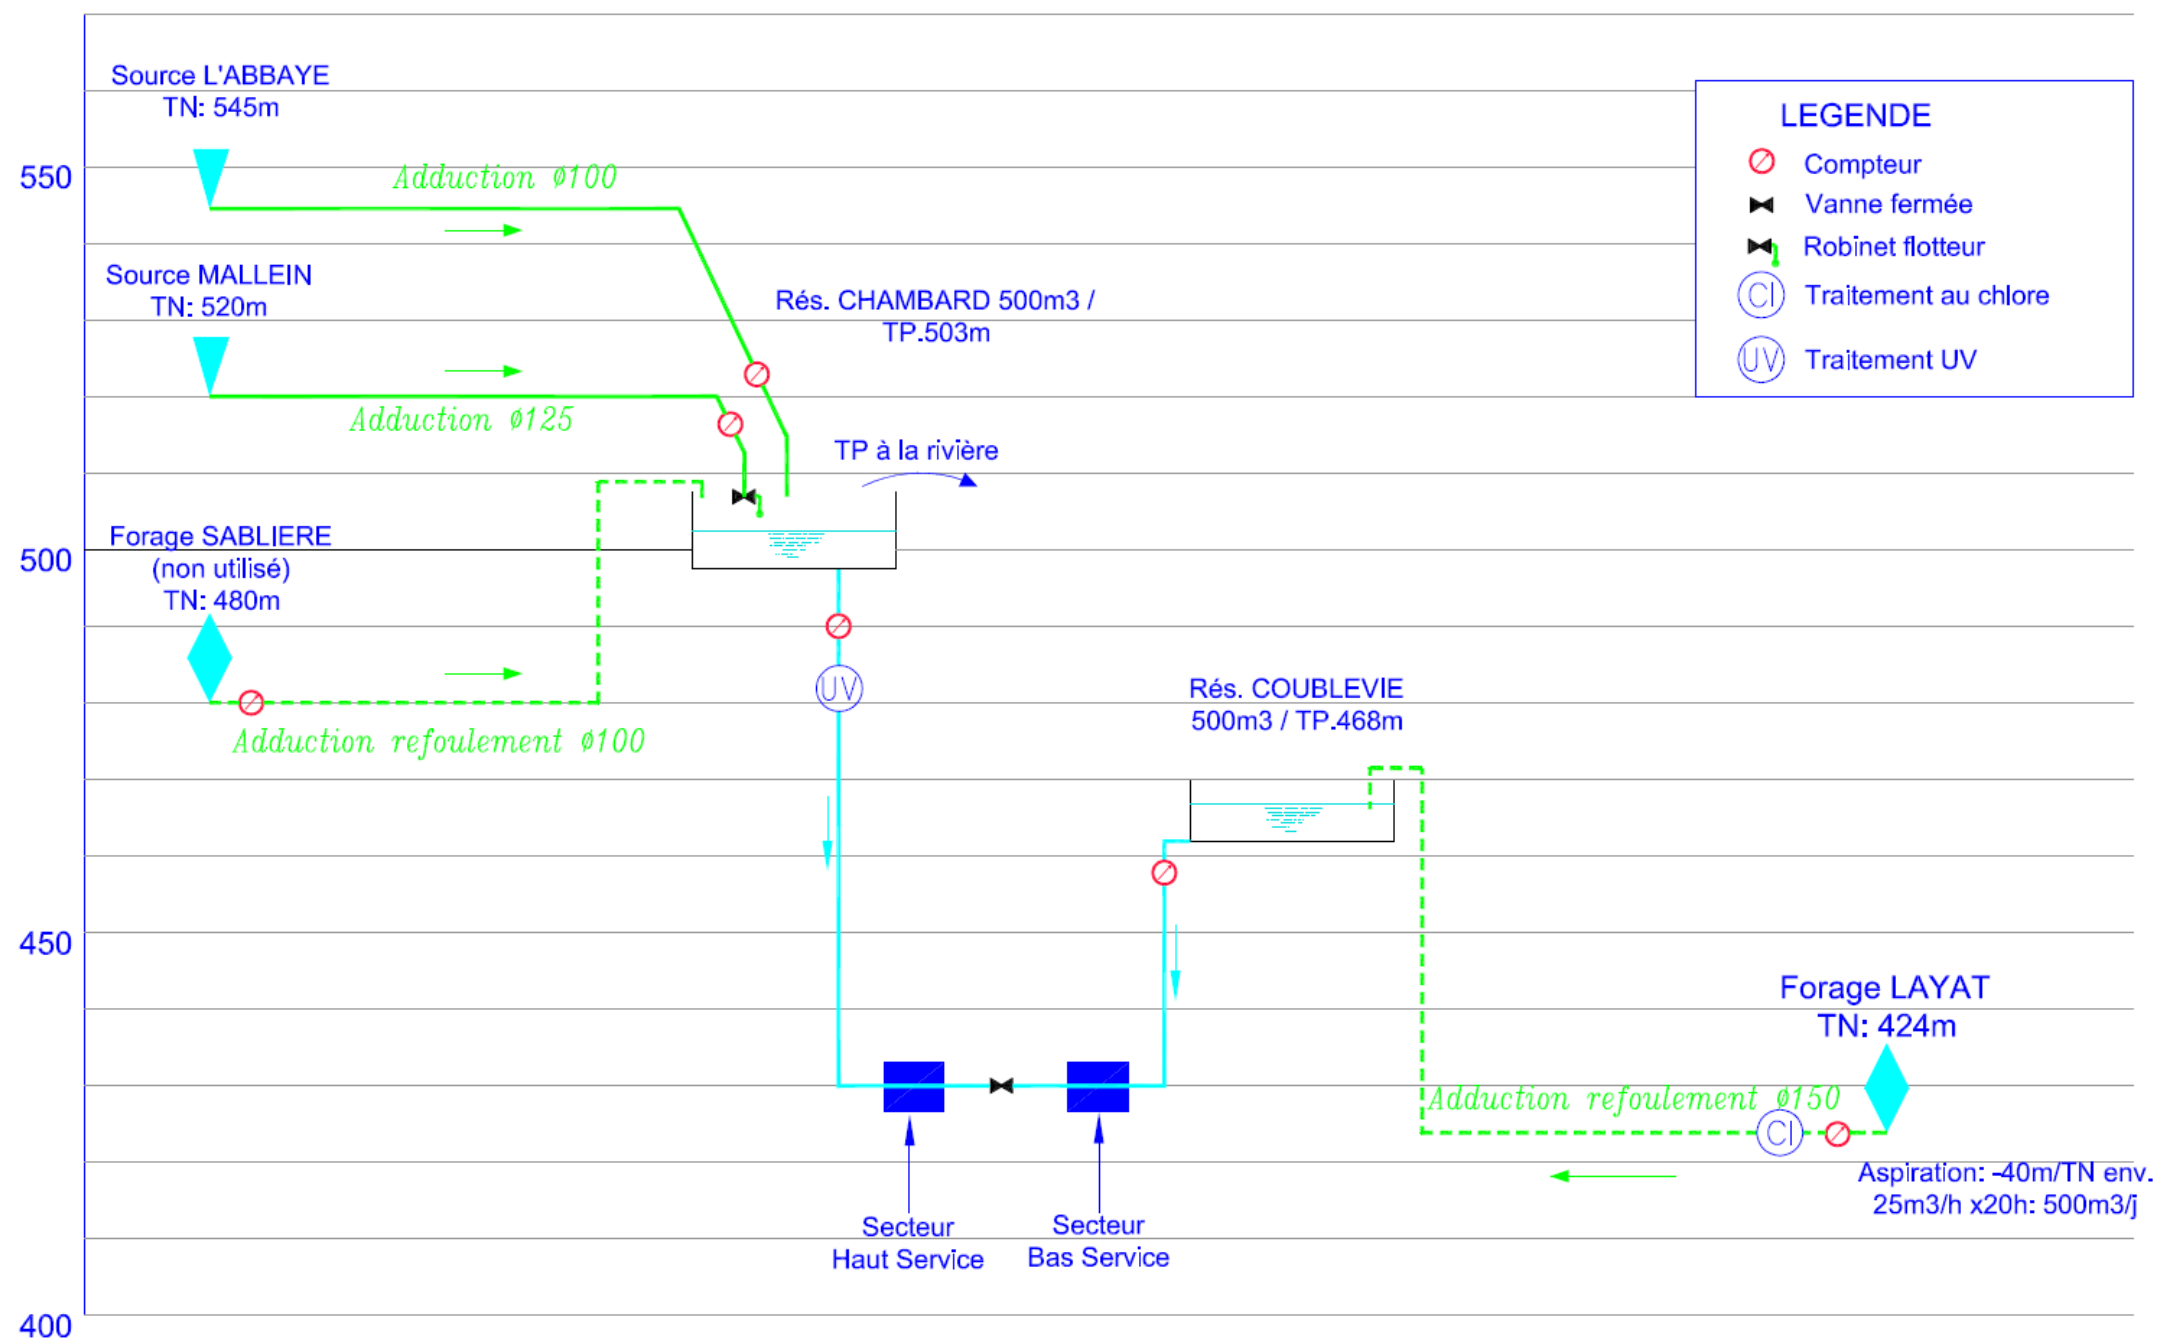 Source L'ABBAYE
TN: 545m
550
Adduction ø100
Source MALLEIN
TN: 520m
Adduction ø125
Rés. CHAMBARD 500m3 /
TP.503m
TP à la rivière
LEGENDE
Compteur
Vanne fermée
Robinet flotteur
Cl Traitement au chlore
UV Traitement UV
500
Forage SABLIERE
(non utilisé)
TN: 480m
Adduction refoulement ø100
UV
Rés. COUBLEVIE
500m3 / TP.468m
450
Forage LAYAT
TN: 424m
Adduction refoulement ø150
Cl
Aspiration: -40m/TN env.
25m3/h x20h: 500m3/j
Secteur
Haut Service
Secteur
Bas Service
400